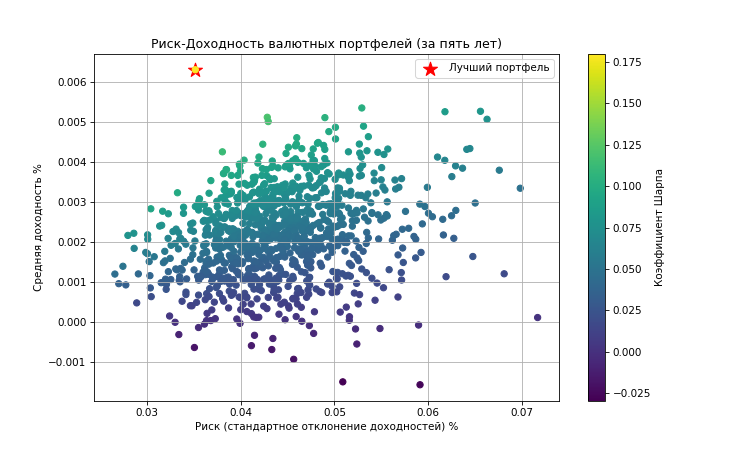 Риск-Доходность валютных портфелей (за пять лет)
Лучший портфель
Средняя доходность %
0.006
0.005
0.004
0.003
0.002
0.001
0.000
−0.001
0.03 0.04 0.05 0.06 0.07
Риск (стандартное отклонение доходностей) %
0.175
0.150
0.125
0.100
0.075
0.050
0.025
0.000
−0.025
Коэффициент Шарпа